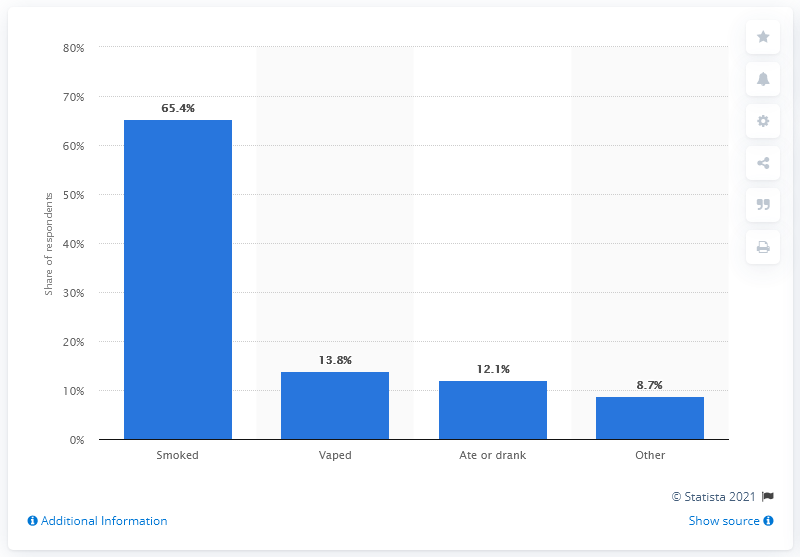 80%
70%
60%
50%
40%
30%
20%
10%
0%
Share of respondents
65.4%
13.8%
12.1%
8.7%
Smoked
Vaped
Ate or drank
Other
© Statista 2021
Additional Information
Show source